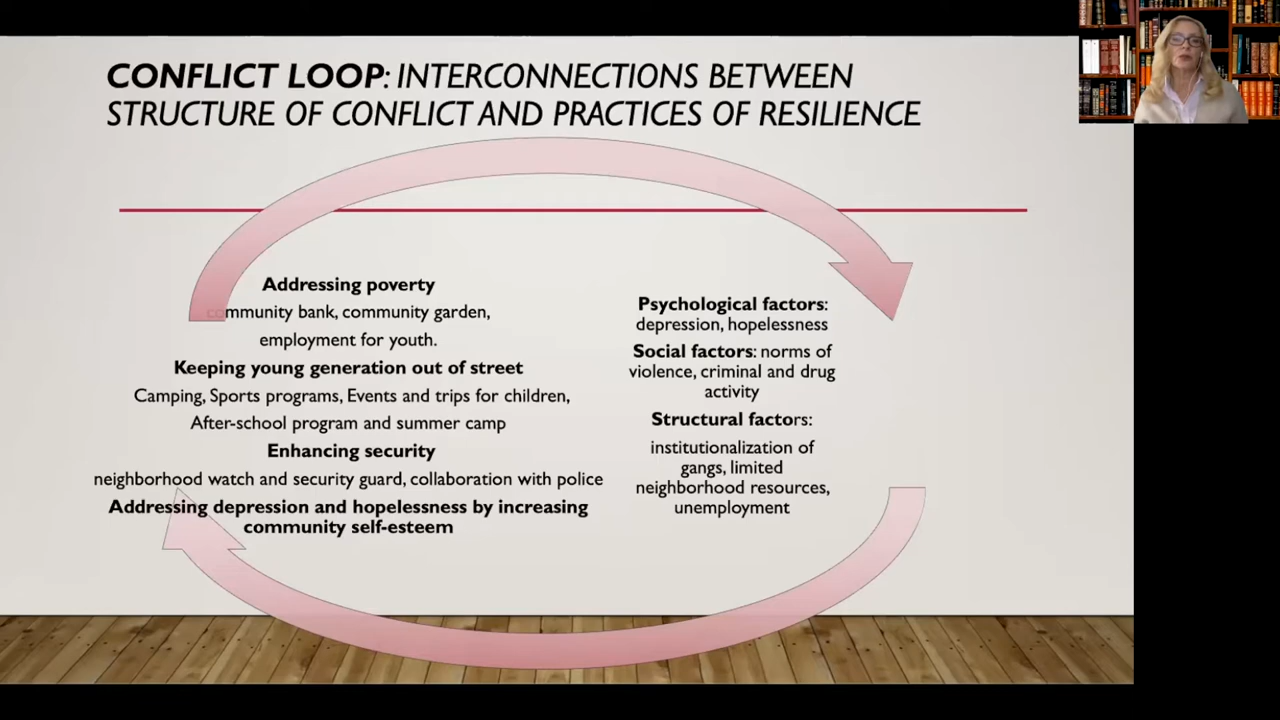 CONFLICT LOOP: INTERCONNECTIONS BETWEEN
STRUCTURE OF CONFLICT AND PRACTICES OF RESILIENCE
Addressing poverty
community bank, community garden,
employment for youth.
Keeping young generation out of street
Camping, Sports programs, Events and trips for children,
After-school program and summer camp
Enhancing security
neighborhood watch and security guard, collaboration with police
Addressing depression and hopelessness by increasing
community self-esteem
Psychological factors:
depression, hopelessness
Social factors: norms of
violence, criminal and drug
activity
Structural factors:
institutionalization of
gangs, limited
neighborhood resources,
unemployment